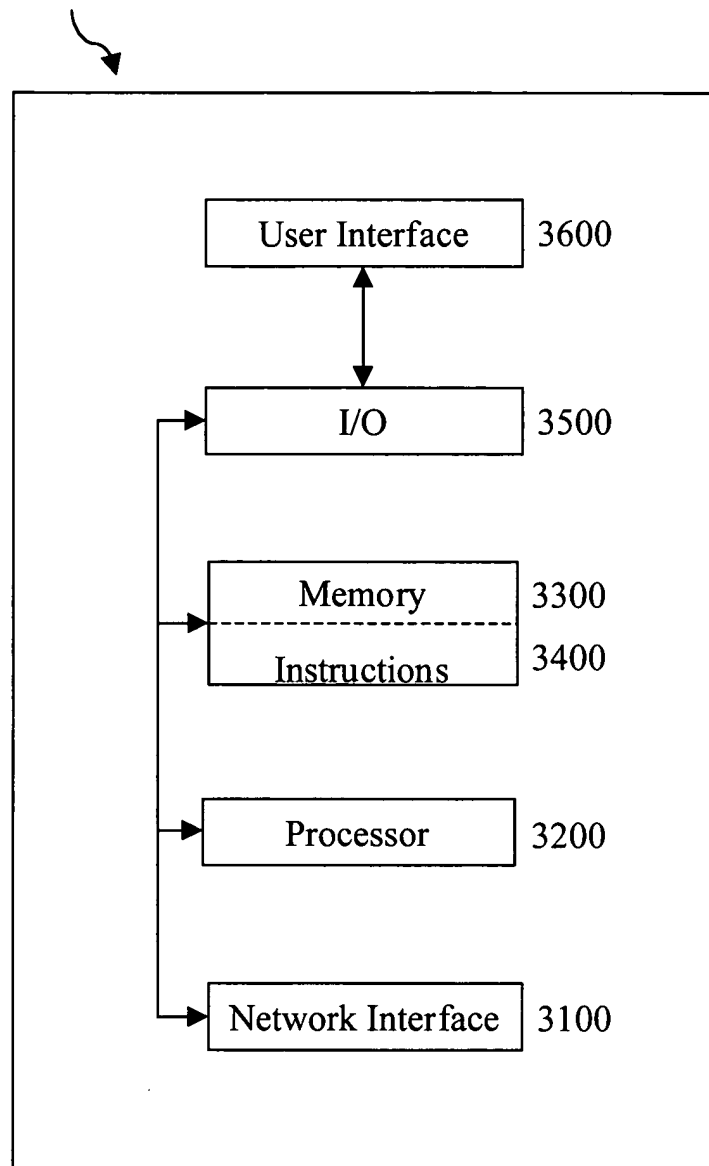 User Interface 3600
I/O 3500
Memory 3300
Instructions 3400
Processor 3200
Network Interface 3100